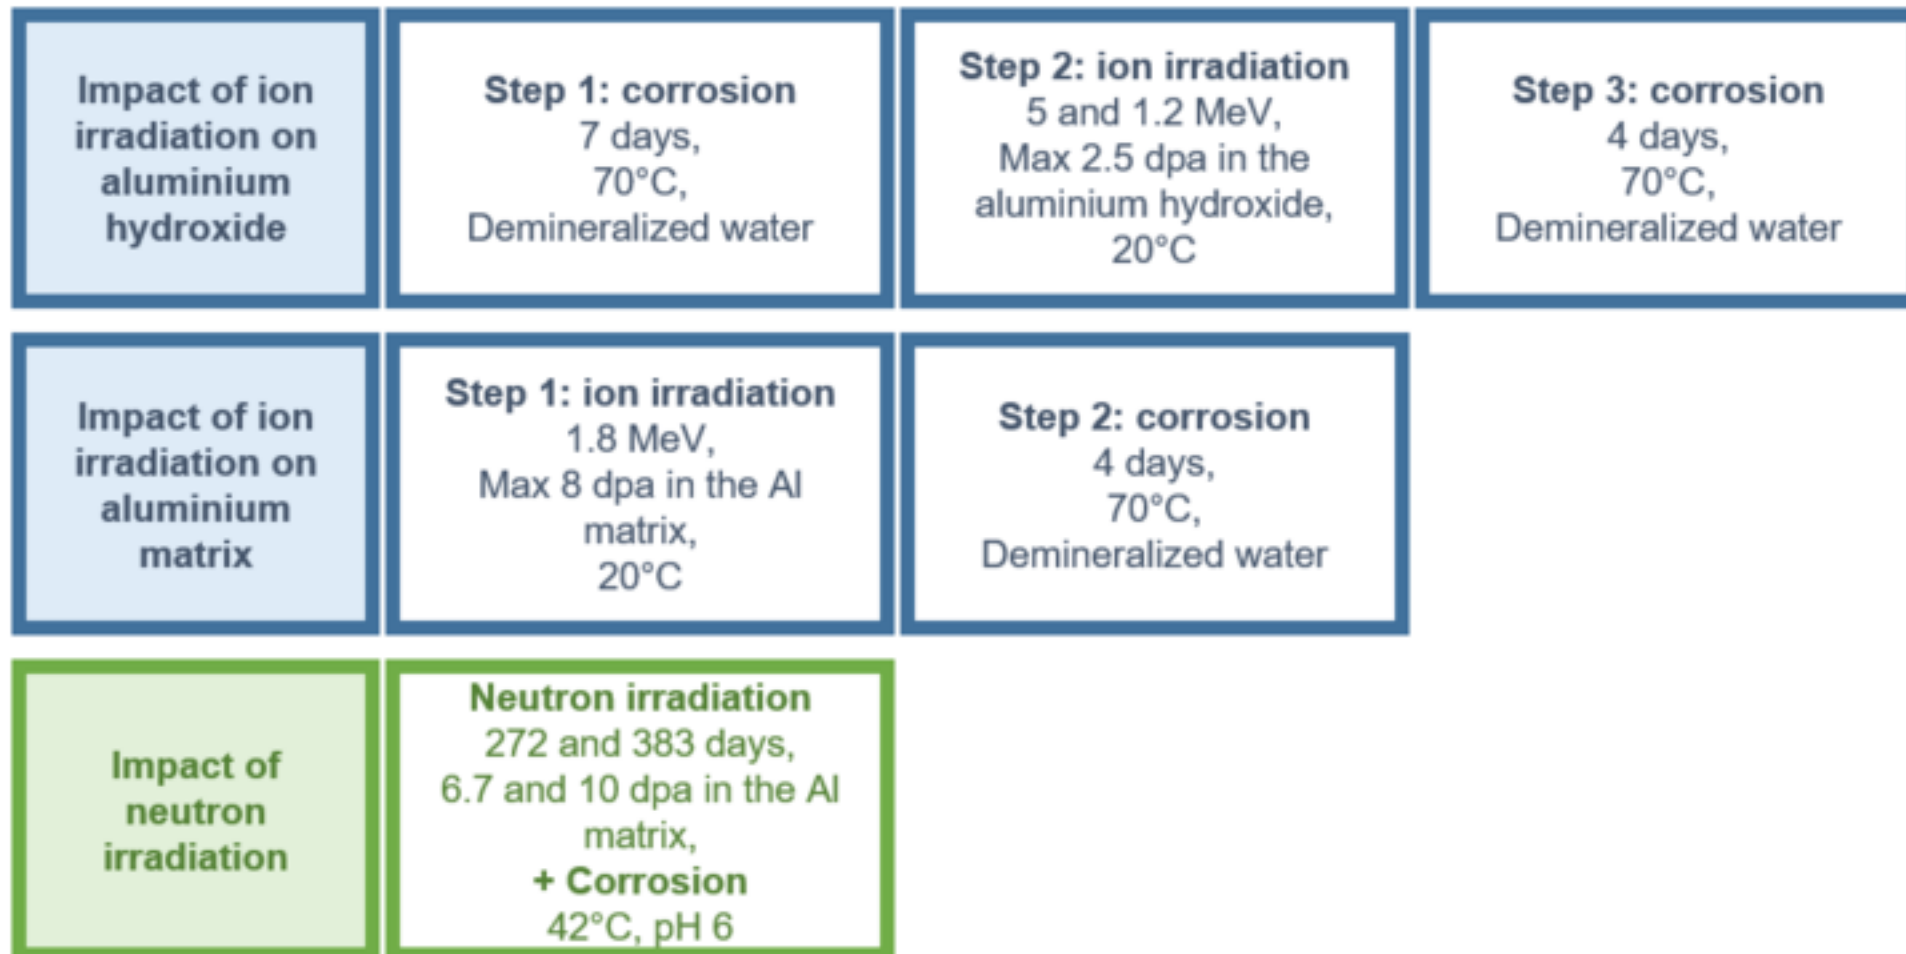 Impact of ion
irradiation on
aluminium
hydroxide
Step 1: corrosion
7 days,
70°C,
Demineralized water
Step 2: ion irradiation
5 and 1.2 MeV,
Max 2.5 dpa in the
aluminium hydroxide,
20°C
Step 3: corrosion
4 days,
70°C,
Demineralized water
Impact of ion
irradiation on
aluminium
matrix
Step 1: ion irradiation
1.8 MeV,
Max 8 dpa in the Al
matrix,
20°C
Step 2: corrosion
4 days,
70°C,
Demineralized water
Impact of
neutron
irradiation
Neutron irradiation
272 and 383 days,
6.7 and 10 dpa in the Al
matrix,
+ Corrosion
42°C, pH 6